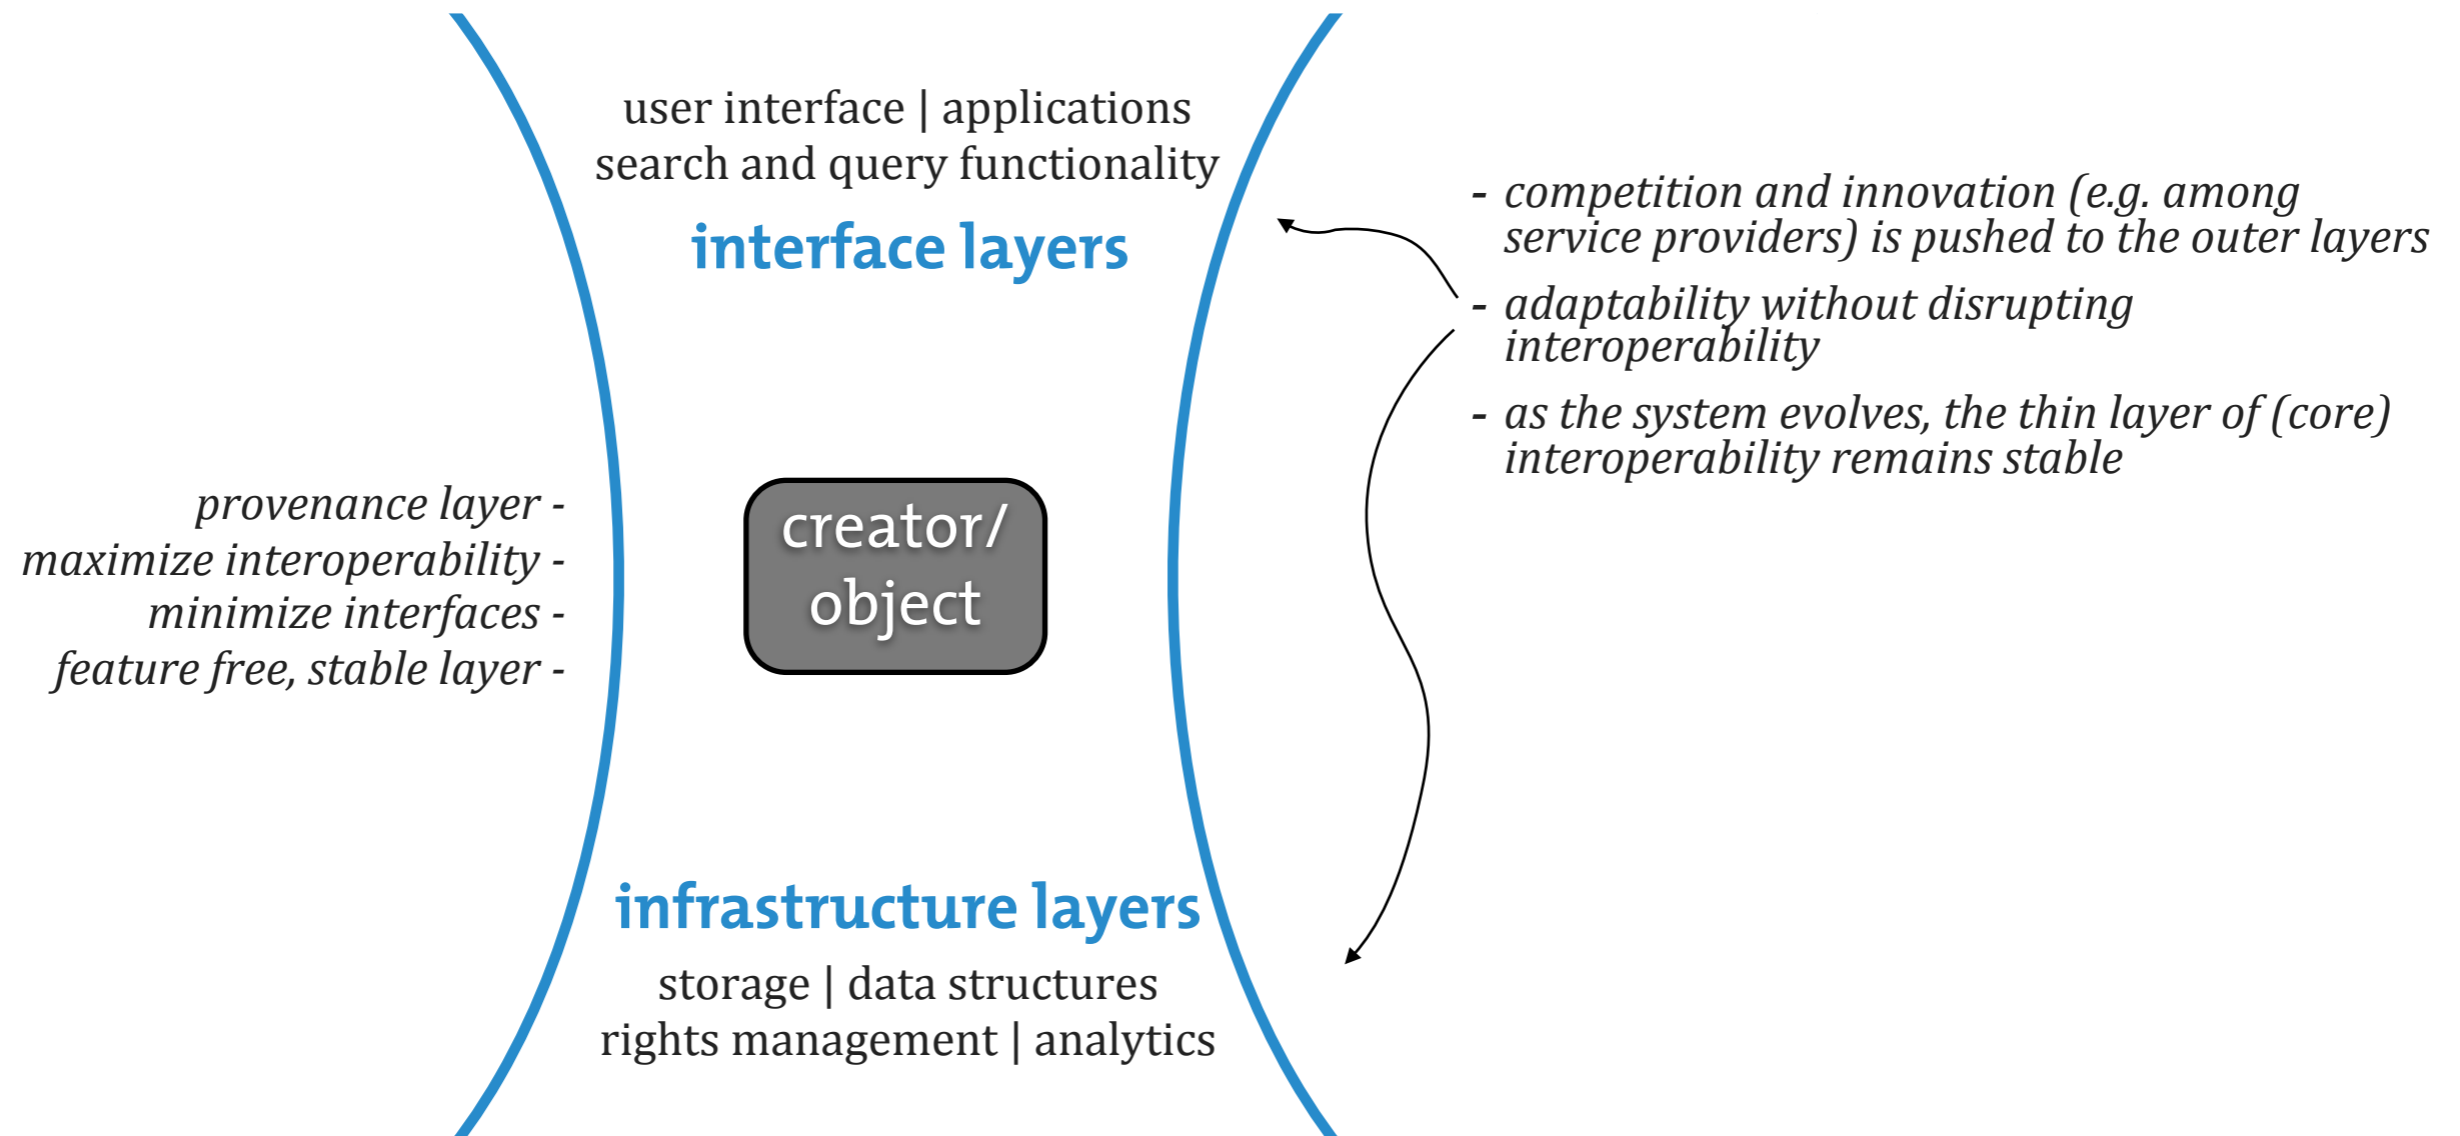 user interface | applications
search and query functionality
interface layers
- competition and innovation (e.g. among
service providers) is pushed to the outer layers
- adaptability without disrupting
interoperability
- as the system evolves, the thin layer of (core)
interoperability remains stable
provenance layer -
maximize interoperability -
minimize interfaces -
feature free, stable layer -
creator/
object
infrastructure layers
storage | data structures
rights management | analytics